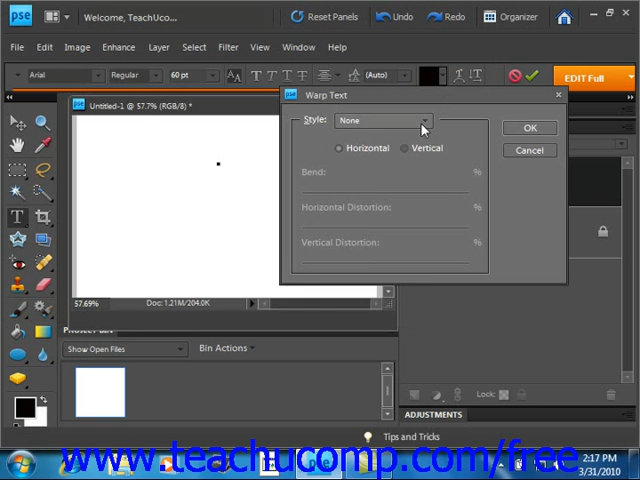 pse
Welcome, TeachUco...
Reset Panels
Undo
Redo
Organizer
File Edit Image Enhance Layer Select Filter View Window Help
Arial
Regular
60 pt
(Auto)
EDIT Full
Untitled-1 @ 57.7% (RGB/8) *
Warp Text
Style:
None
OK
Horizontal
Vertical
Cancel
Bend:
%
Horizontal Distortion:
%
Vertical Distortion:
%
57.69%
Doc: 1.21M/204.0K
Show Open Files
Bin Actions
Lock:
ADJUSTMENTS
Tips and Tricks
www.teachucomp.com/free
2:17 PM
3/31/2010